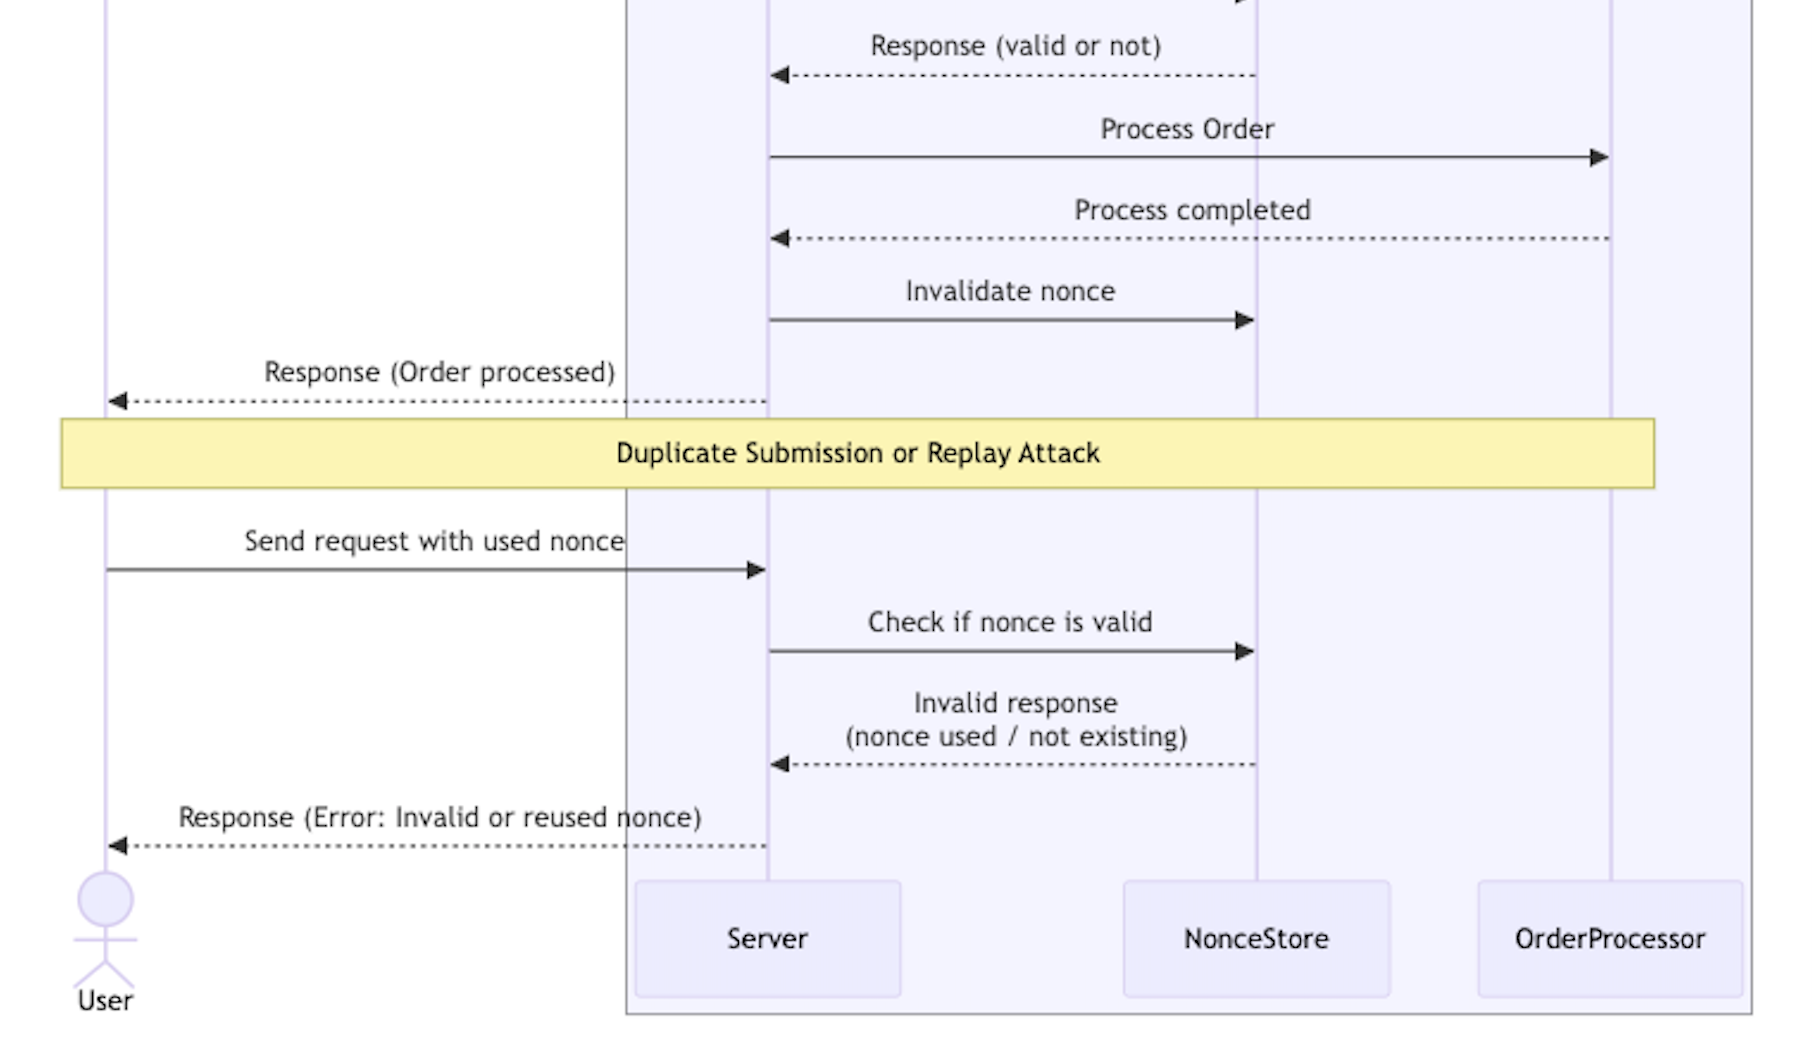 Response (valid or not)
Process Order
Process completed
Invalidate nonce
Response (Order processed)
Duplicate Submission or Replay Attack
Send request with used nonce
Check if nonce is valid
Invalid response
(nonce used / not existing)
Response (Error: Invalid or reused nonce)
Server
NonceStore
OrderProcessor
User